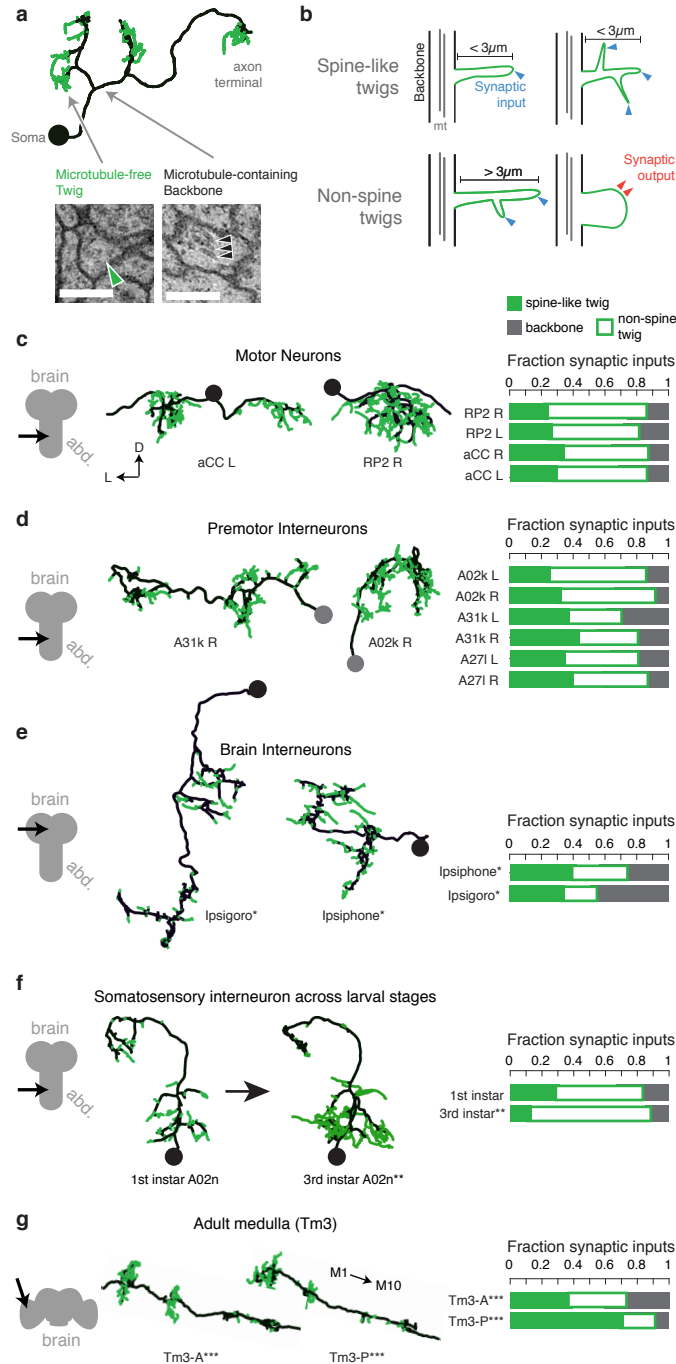 a
axon
terminal
Soma
Microtubule-free
Twig
Microtubule-containing
Backbone
b
Spine-like
twigs
Backbone
mt
< 3µm
Synaptic
input
< 3µm
Non-spine
twigs
> 3µm
Synaptic
output
spine-like twig
backbone
non-spine
twig
c
Motor Neurons
brain
abd.
D
L
aCC L
RP2 R
Fraction synaptic inputs
0 0.2 0.4 0.6 0.8 1
RP2 R
RP2 L
aCC R
aCC L
d
Premotor Interneurons
brain
abd.
A31k R
A02k R
Fraction synaptic inputs
0 0.2 0.4 0.6 0.8 1
A02k L
A02k R
A31k L
A31k R
A27l L
A27l R
e
Brain Interneurons
brain
abd.
Ipsigoro*
Ipsiphone*
Fraction synaptic inputs
0 0.2 0.4 0.6 0.8 1
Ipsiphone*
Ipsigoro*
f
Somatosensory interneuron across larval stages
brain
abd.
1st instar A02n
3rd instar A02n**
Fraction synaptic inputs
0 0.2 0.4 0.6 0.8 1
1st instar
3rd instar**
g
Adult medulla (Tm3)
brain
M1
M10
Tm3-A***
Tm3-P***
Fraction synaptic inputs
0 0.2 0.4 0.6 0.8 1
Tm3-A***
Tm3-P***